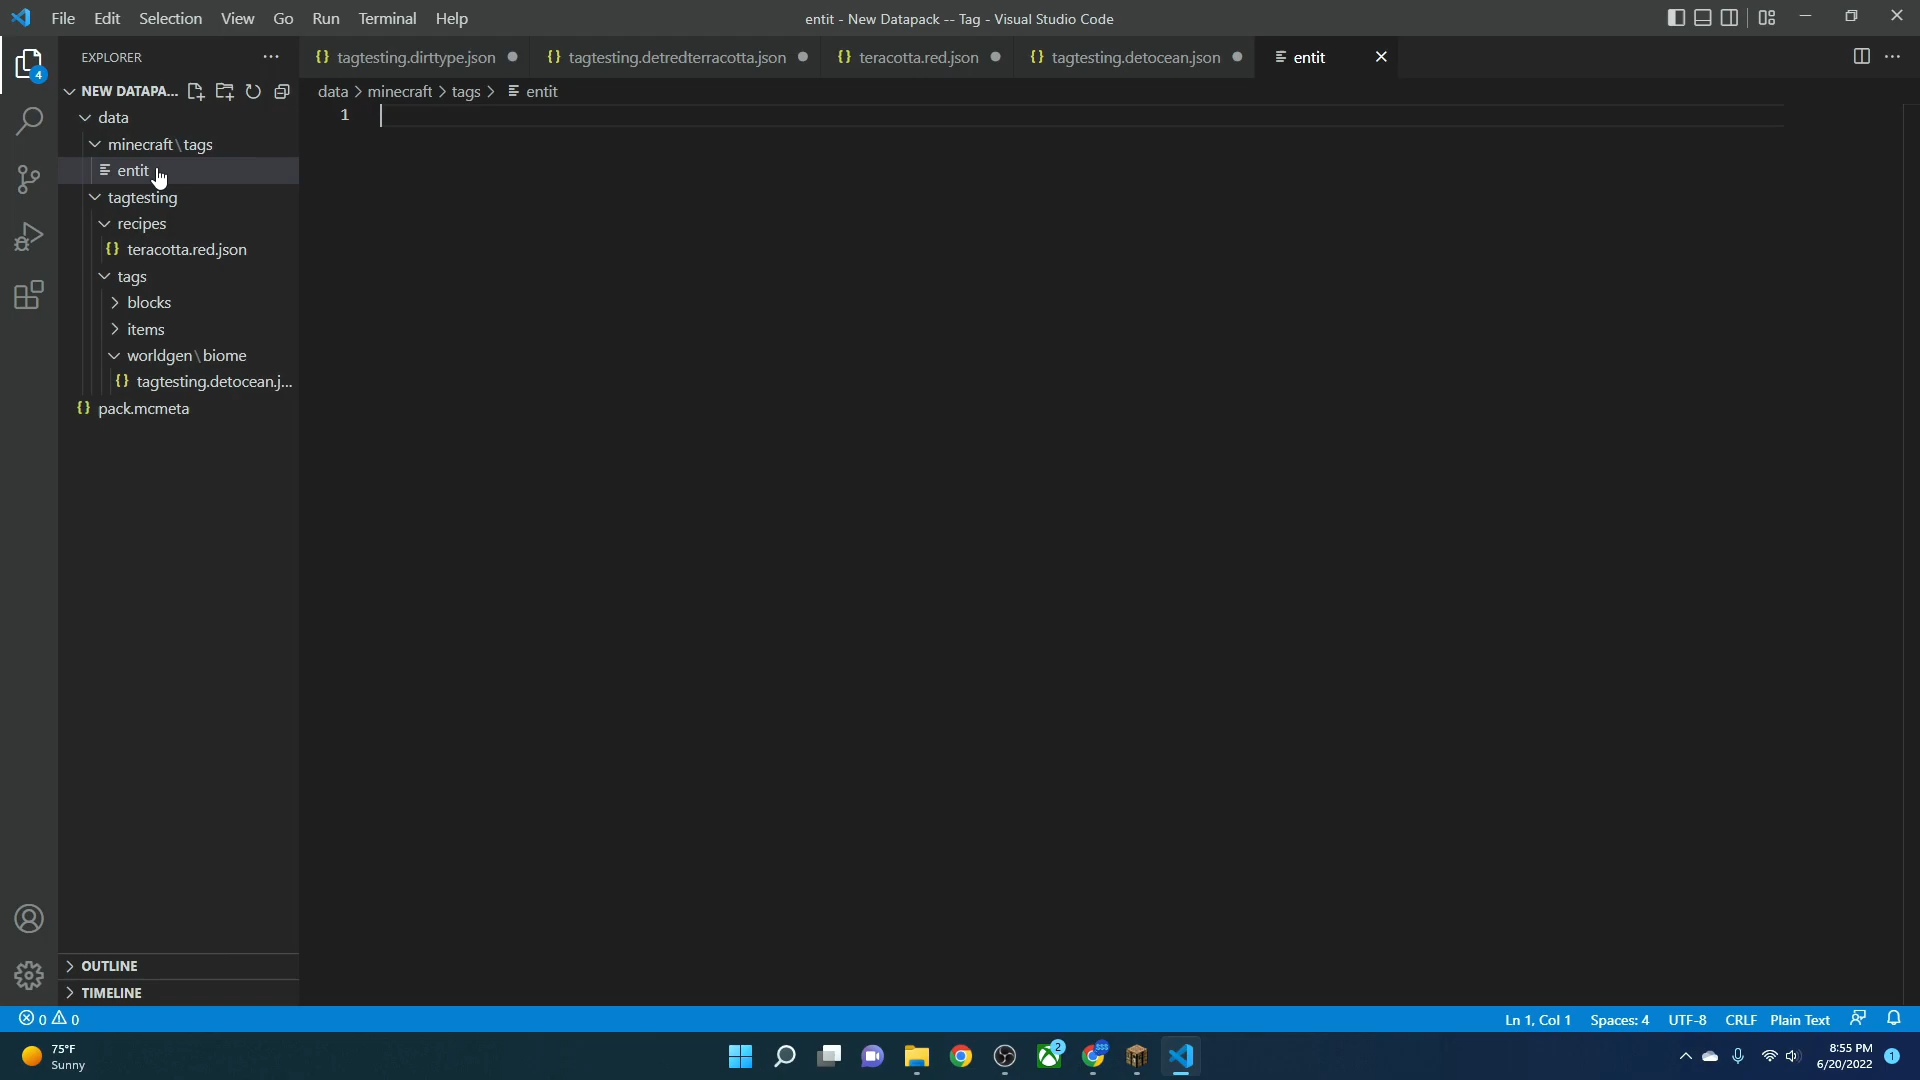 File Edit Selection View Go Run Terminal Help
entit - New Datapack -- Tag - Visual Studio Code
EXPLORER
tagtesting.dirttype.json
tagtesting.detredterracotta.json
teracotta.red.json
tagtesting.detocean.json
entit
NEW DATAPA...
data > minecraft > tags > entit
data
1
minecraft\tags
entit
tagtesting
recipes
teracotta.red.json
tags
blocks
items
worldgen\biome
tagtesting.detocean.j...
pack.mcmeta
4
OUTLINE
TIMELINE
0 0
Ln 1, Col 1 Spaces: 4 UTF-8 CRLF Plain Text
75°F
Sunny
2
8:55 PM
6/20/2022
1